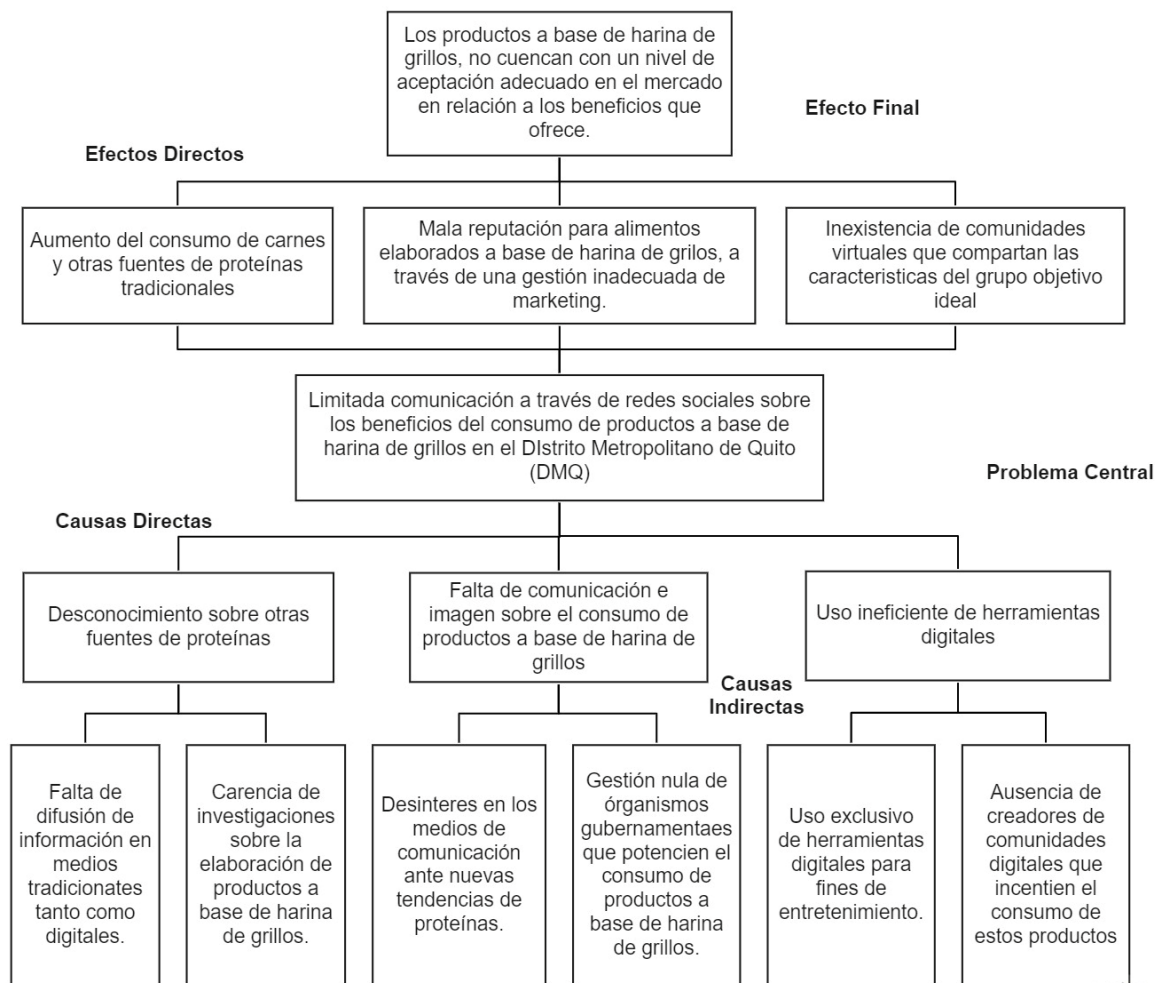 Los productos a base de harina de
grillos, no cuencan con un nivel de
aceptación adecuado en el mercado
en relación a los beneficios que
ofrece.
Efecto Final
Efectos Directos
Aumento del consumo de carnes
y otras fuentes de proteínas
tradicionales
Mala reputación para alimentos
elaborados a base de harina de grilos, a
través de una gestión inadecuada de
marketing.
Inexistencia de comunidades
virtuales que compartan las
caracteristicas del grupo objetivo
ideal
Limitada comunicación a través de redes sociales sobre
los beneficios del consumo de productos a base de
harina de grillos en el DIstrito Metropolitano de Quito
(DMQ)
Problema Central
Causas Directas
Desconocimiento sobre otras
fuentes de proteínas
Falta de comunicación e
imagen sobre el consumo de
productos a base de harina de
grillos
Uso ineficiente de herramientas
digitales
Causas
Indirectas
Falta de
difusión de
información en
medios
tradicionates
tanto como
digitales.
Carencia de
investigaciones
sobre la
elaboración de
productos a
base de harina
de grillos.
Desinteres en los
medios de
comunicación
ante nuevas
tendencias de
proteínas.
Gestión nula de
órganismos
gubernamentaes
que potencien el
consumo de
productos a
base de harina
de grillos.
Uso exclusivo
de herramientas
digitales para
fines de
entretenimiento.
Ausencia de
creadores de
comunidades
digitales que
incentien el
consumo de
estos productos